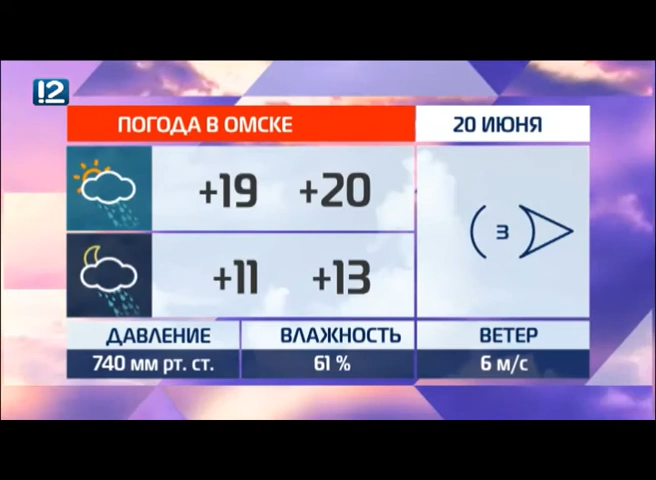 12
ПОГОДА В ОМСКЕ
20 ИЮНЯ
+19 +20
З
+11 +13
ДАВЛЕНИЕ
ВЛАЖНОСТЬ
ВЕТЕР
740 мм рт. ст.
61 %
6 м/с